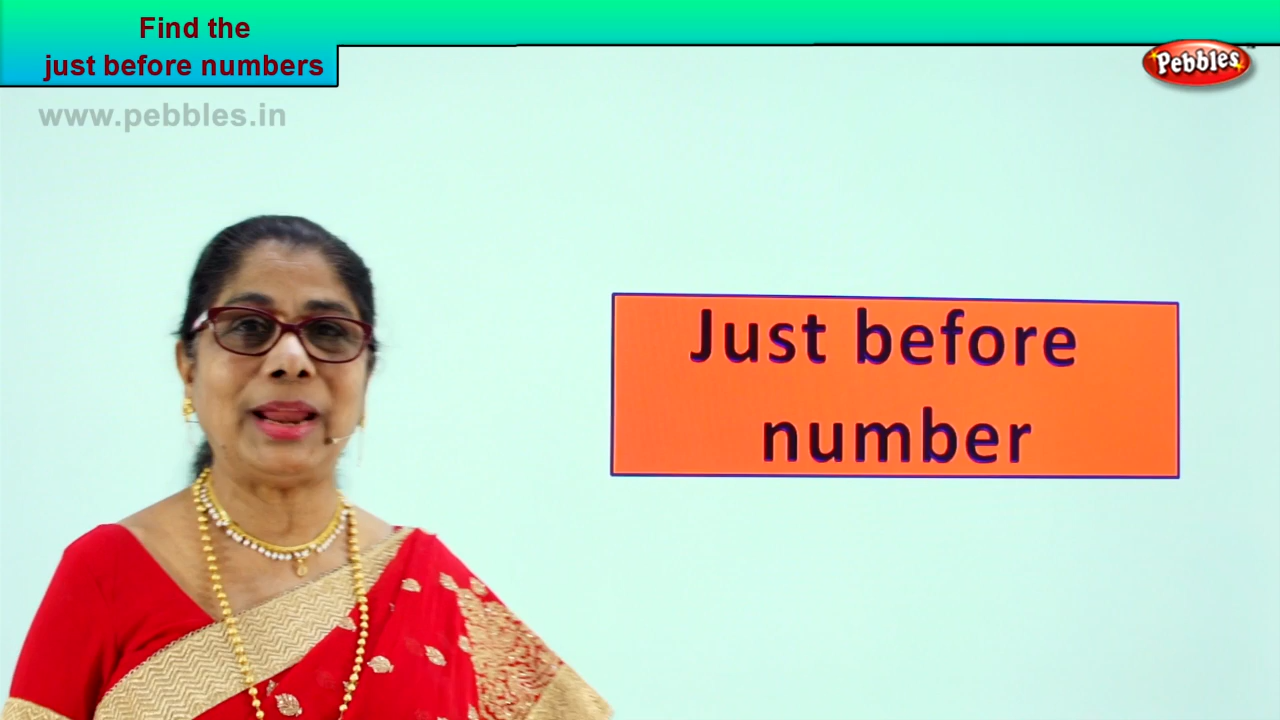 Find the
just before numbers
Pebbles
www.pebbles.in
Just before
number